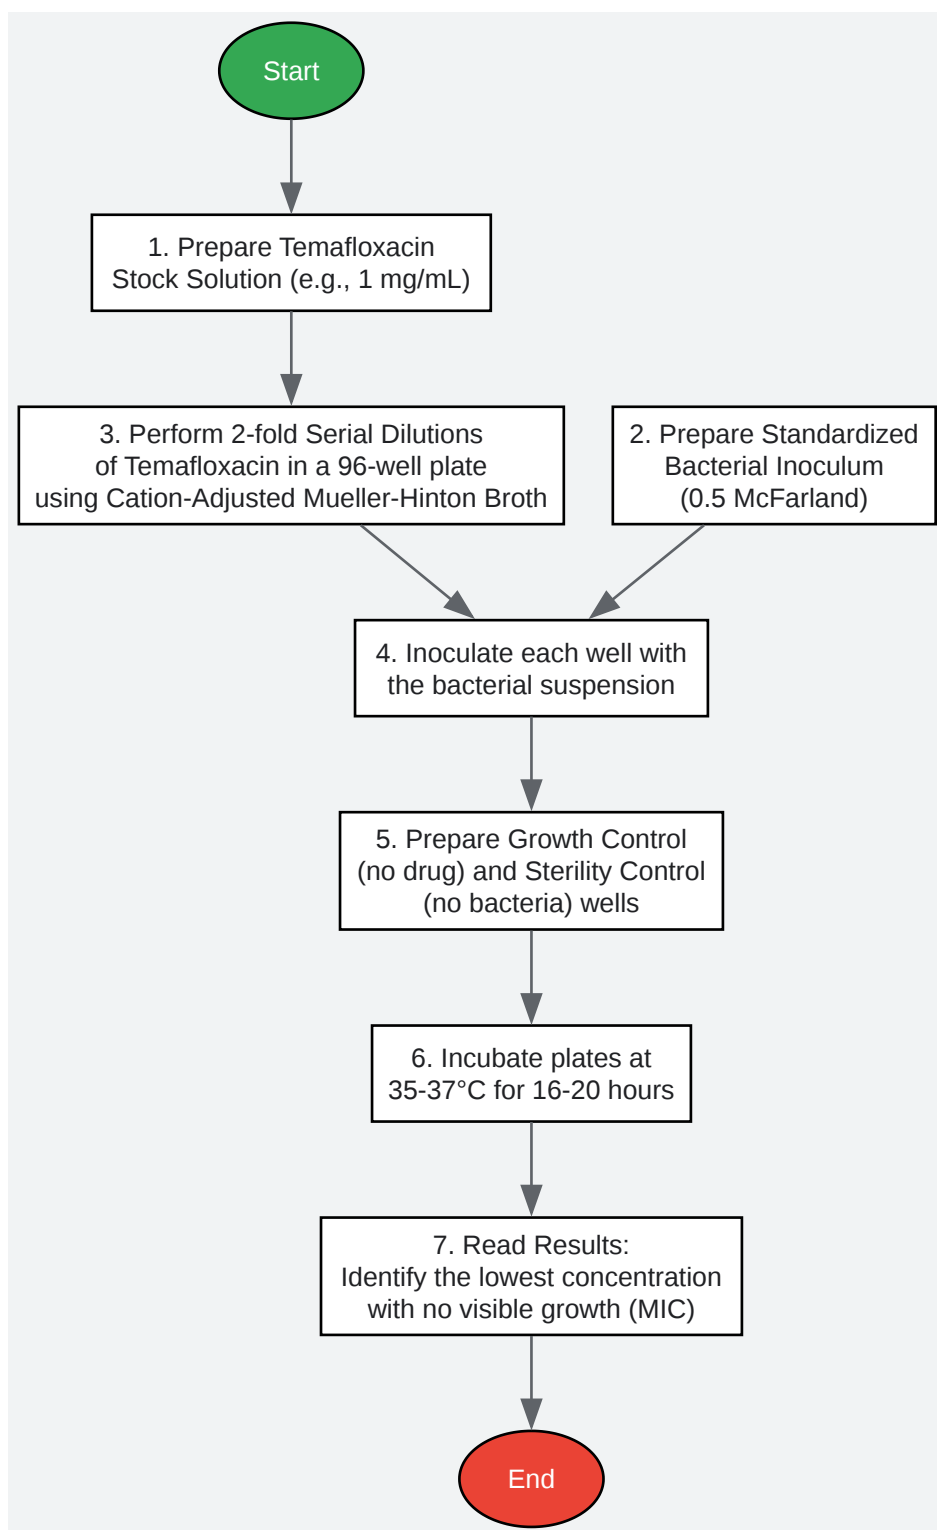 Start
1. Prepare Temafloxacin
Stock Solution (e.g., 1 mg/mL)
3. Perform 2-fold Serial Dilutions
of Temafloxacin in a 96-well plate
using Cation-Adjusted Mueller-Hinton Broth
2. Prepare Standardized
Bacterial Inoculum
(0.5 McFarland)
4. Inoculate each well with
the bacterial suspension
5. Prepare Growth Control
(no drug) and Sterility Control
(no bacteria) wells
6. Incubate plates at
35-37°C for 16-20 hours
7. Read Results:
Identify the lowest concentration
with no visible growth (MIC)
End